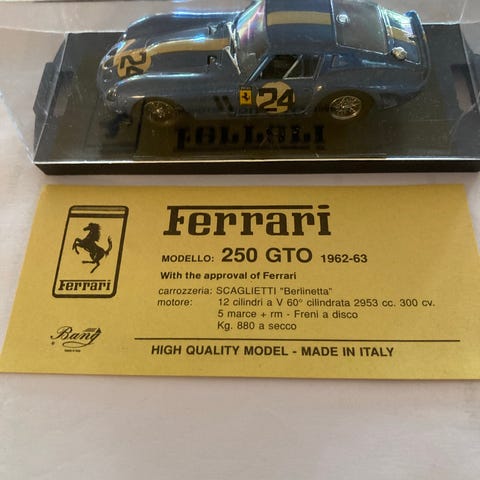 24
24
Ferrari
Ferrari
MODELLO: 250 GTO 1962-63
With the approval of Ferrari
carrozzeria: SCAGLIETTI "Berlinetta"
motore: 12 cilindri a V 60° cilindrata 2953 cc. 300 cv.
5 marce + rm - Freni a disco
Kg. 880 a secco
Ferrari
Bang
HIGH QUALITY MODEL - MADE IN ITALY